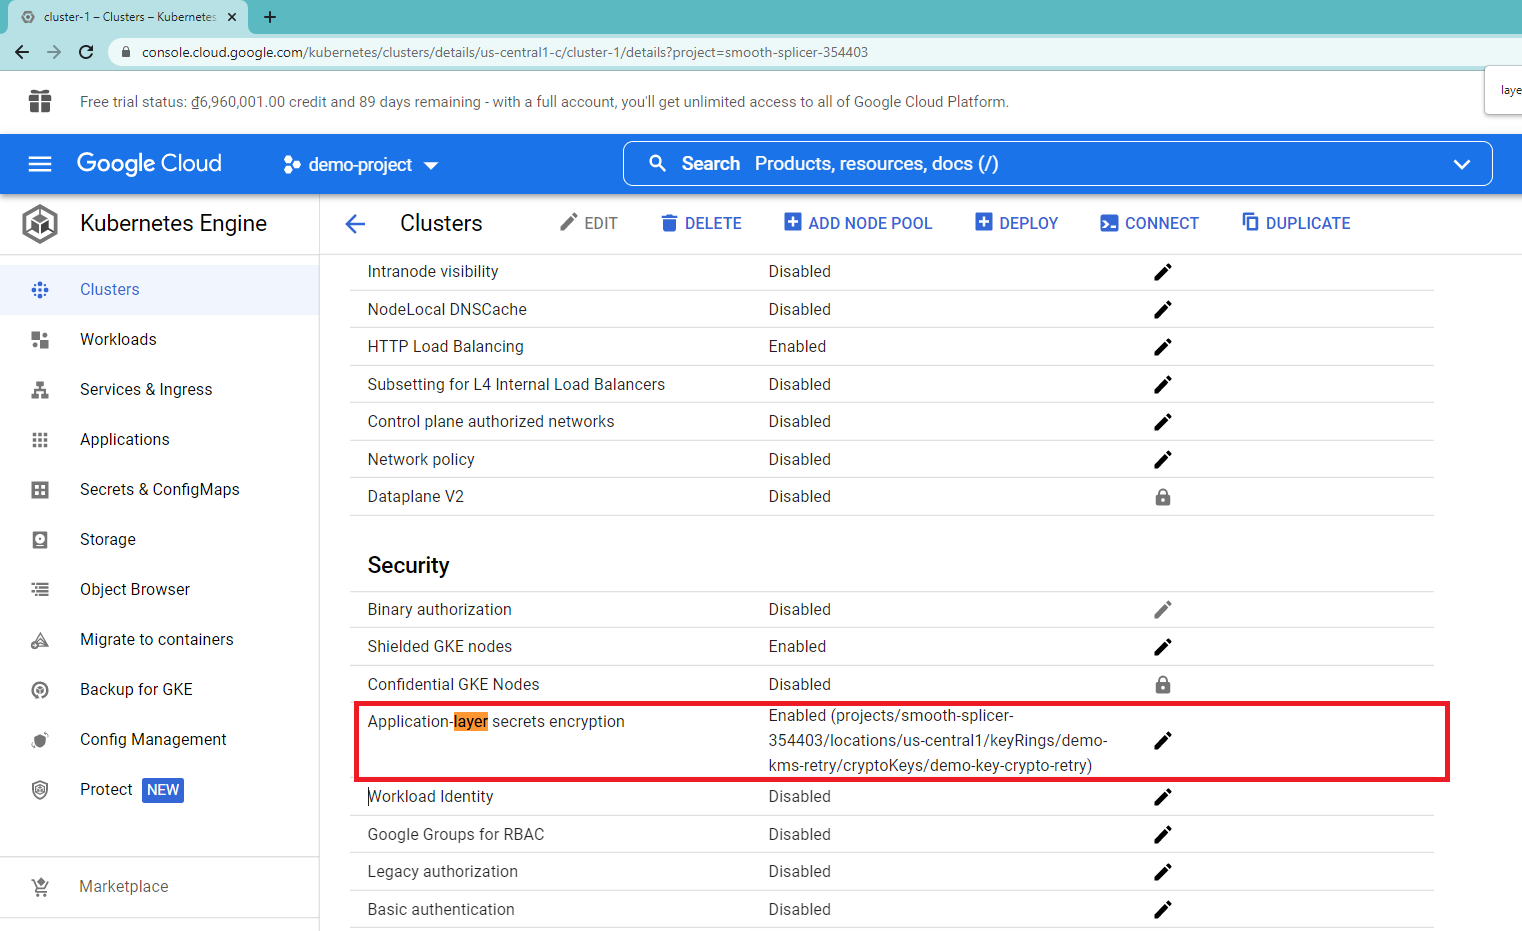 cluster-1 – Clusters – Kubernetes
console.cloud.google.com/kubernetes/clusters/details/us-central1-c/cluster-1/details?project=smooth-splicer-354403
Free trial status: ₫6,960,001.00 credit and 89 days remaining - with a full account, you'll get unlimited access to all of Google Cloud Platform.
laye
Google Cloud demo-project Search Products, resources, docs (/)
Kubernetes Engine
Clusters EDIT DELETE ADD NODE POOL DEPLOY CONNECT DUPLICATE
Clusters
Workloads
Services & Ingress
Applications
Secrets & ConfigMaps
Storage
Object Browser
Migrate to containers
Backup for GKE
Config Management
Protect NEW
Marketplace
Intranode visibility Disabled
NodeLocal DNSCache Disabled
HTTP Load Balancing Enabled
Subsetting for L4 Internal Load Balancers Disabled
Control plane authorized networks Disabled
Network policy Disabled
Dataplane V2 Disabled
Security
Binary authorization Disabled
Shielded GKE nodes Enabled
Confidential GKE Nodes Disabled
Application-layer secrets encryption Enabled (projects/smooth-splicer-
354403/locations/us-central1/keyRings/demo-
kms-retry/cryptoKeys/demo-key-crypto-retry)
Workload Identity Disabled
Google Groups for RBAC Disabled
Legacy authorization Disabled
Basic authentication Disabled